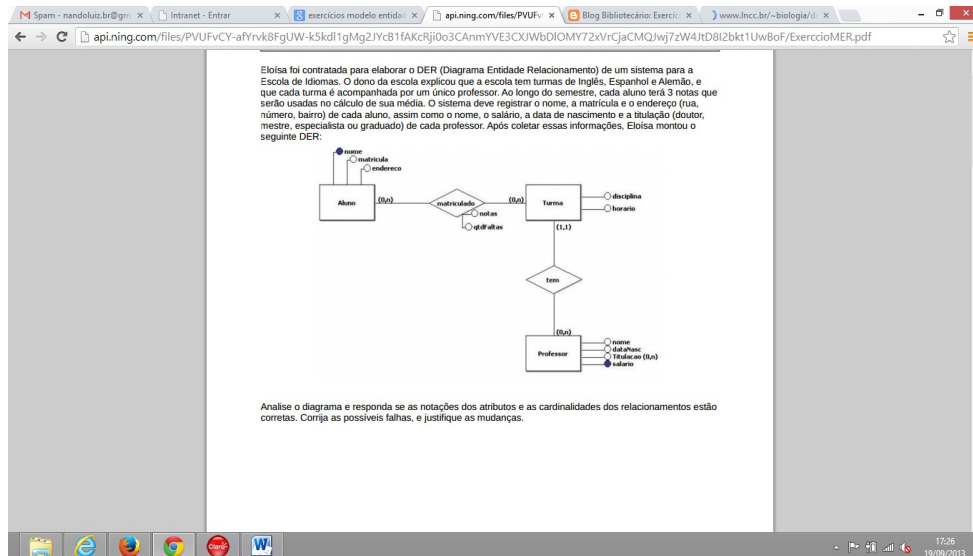 Spam - nandoluiz.br@gm
Intranet - Entrar
exercícios modelo entidad
api.ning.com/files/PVUFv
Blog Bibliotecário: Exercíc
www.lncc.br/~biologia/d
api.ning.com/files/PVUFvCY-afYrvk8FgUW-k5kdl1gMg2JYcB1fAKcRji0o3CAnmYVE3CXJWbDlOMY72xVrCjaCMQJwj7zW4JtD8I2bkt1UwBoF/ExerccioMER.pdf
Eloísa foi contratada para elaborar o DER (Diagrama Entidade Relacionamento) de um sistema para a
Escola de Idiomas. O dono da escola explicou que a escola tem turmas de Inglês, Espanhol e Alemão, e
que cada turma é acompanhada por um único professor. Ao longo do semestre, cada aluno terá 3 notas que
serão usadas no cálculo de sua média. O sistema deve registrar o nome, a matrícula e o endereço (rua,
número, bairro) de cada aluno, assim como o nome, o salário, a data de nascimento e a titulação (doutor,
mestre, especialista ou graduado) de cada professor. Após coletar essas informações, Eloísa montou o
seguinte DER:
nome
matricula
endereco
Aluno
(0,n)
matriculado
notas
qtdFaltas
(0,n)
Turma
disciplina
horario
(1,1)
tem
(0,n)
Professor
nome
dataNasc
Titulacao (0,n)
salario
Analise o diagrama e responda se as notações dos atributos e as cardinalidades dos relacionamentos estão
corretas. Corrija as possíveis falhas, e justifique as mudanças.
Claro
17:26
19/09/2013